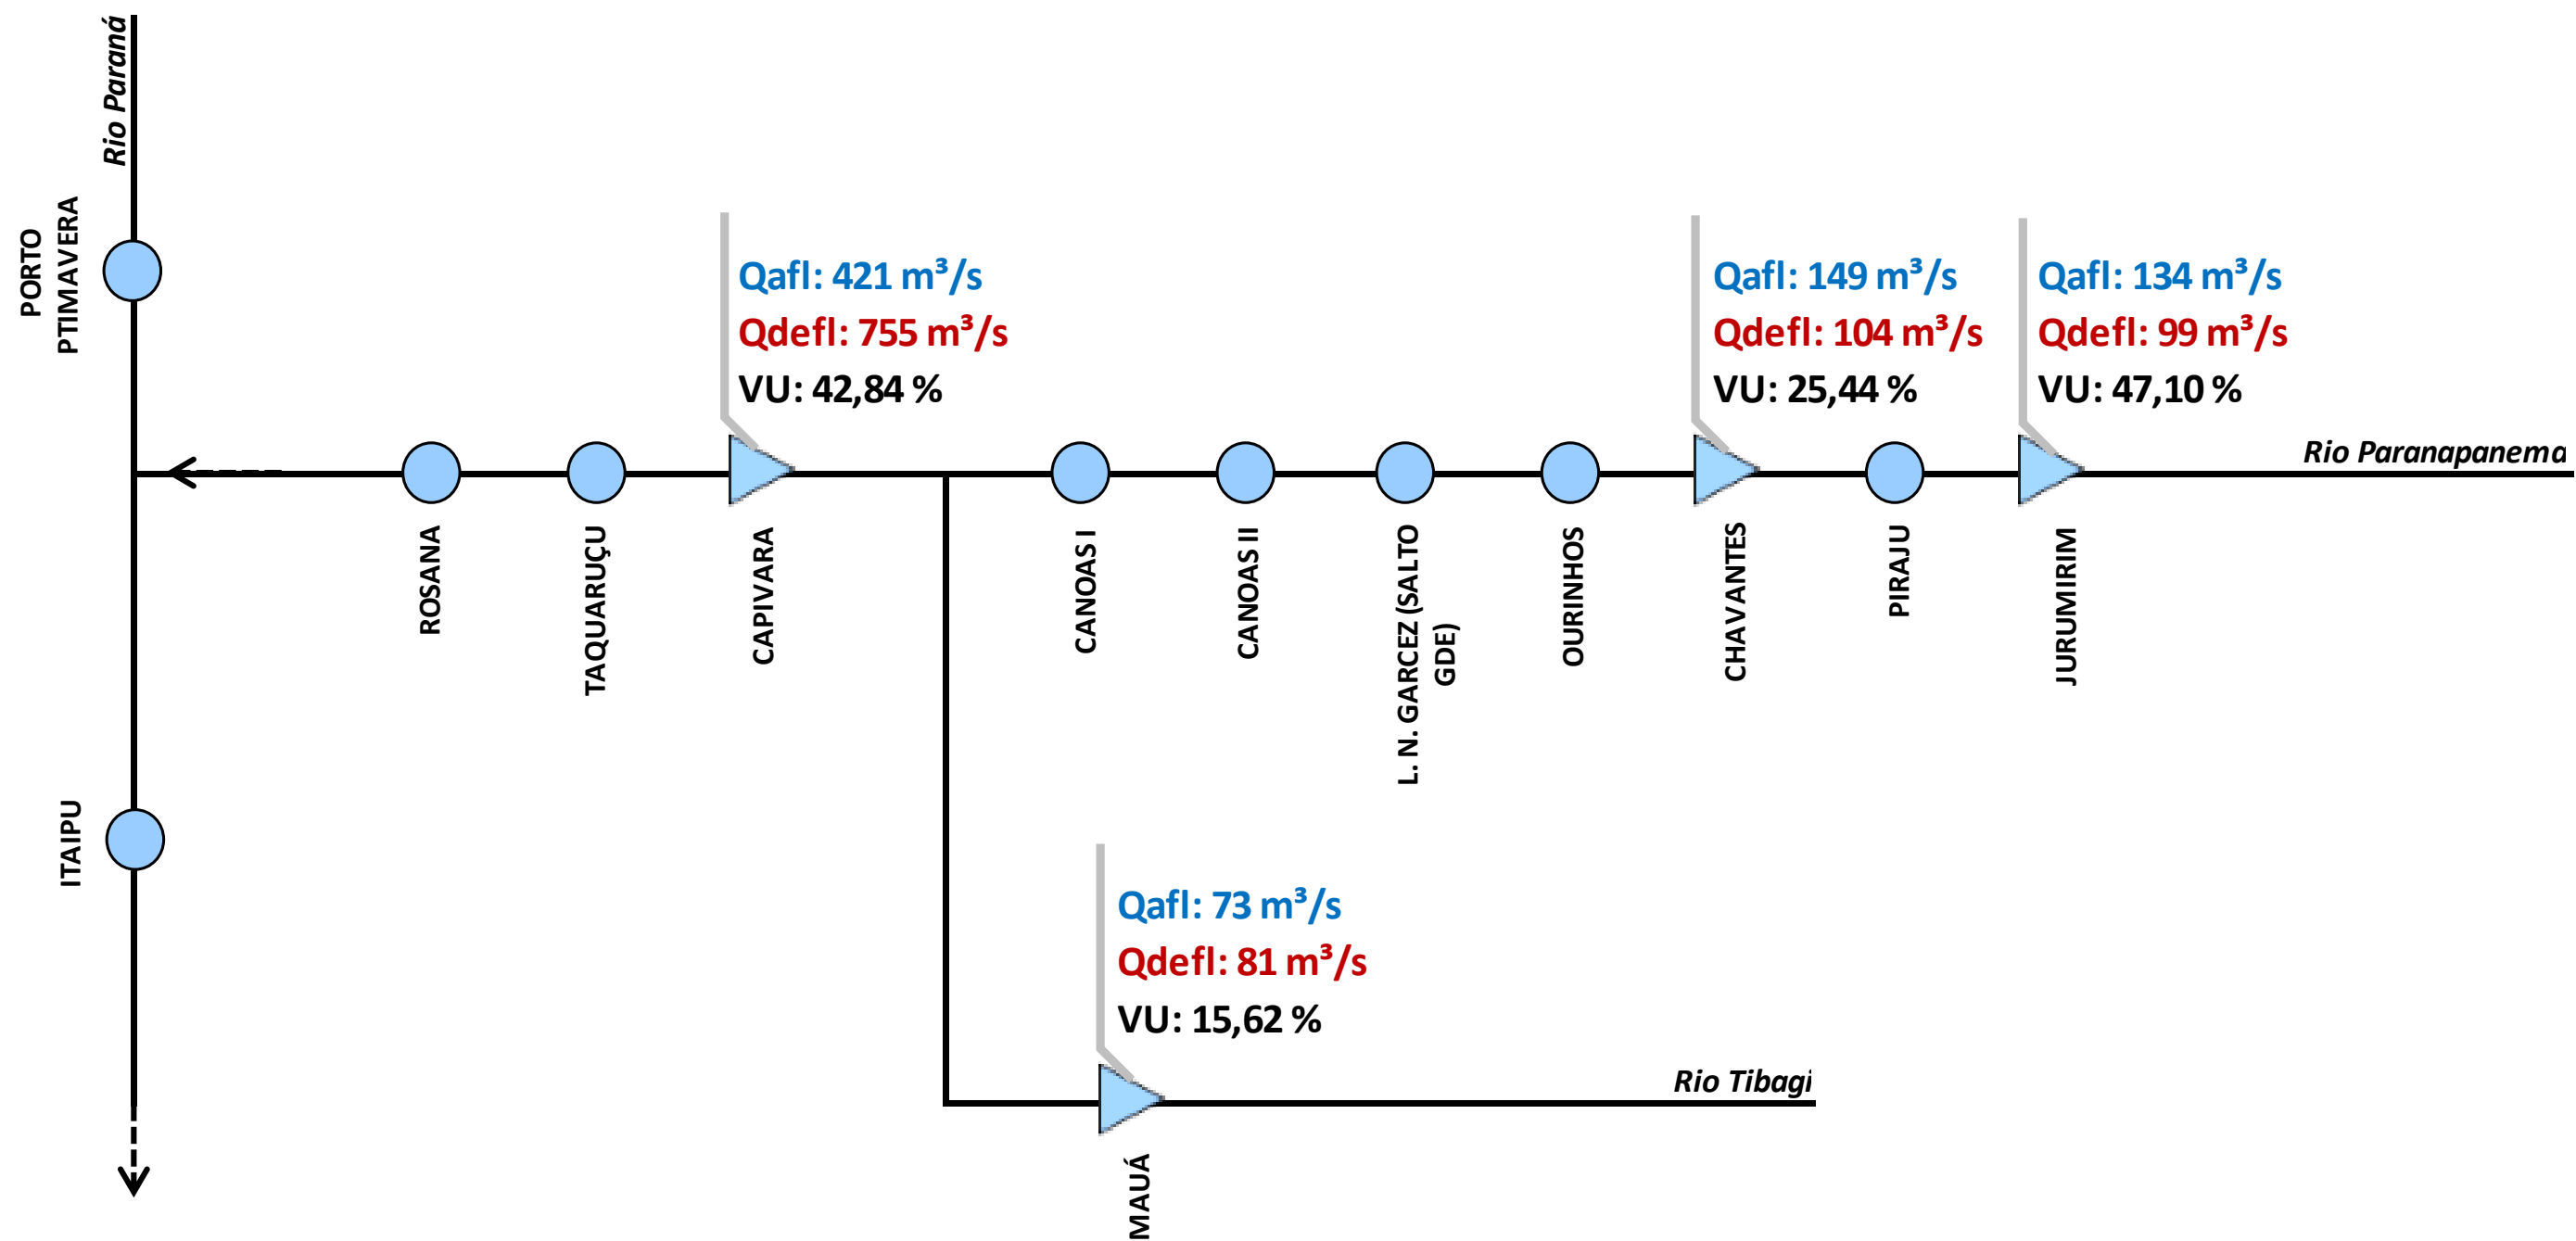 Rio Paraná
PORTO
PTIMAVERA
Qafl: 421 m³/s
Qdefl: 755 m³/s
VU: 42,84 %
Qafl: 149 m³/s
Qdefl: 104 m³/s
VU: 25,44 %
Qafl: 134 m³/s
Qdefl: 99 m³/s
VU: 47,10 %
Rio Paranapanema
ROSANA
TAQUARUÇU
CAPIVARA
CANOAS I
CANOAS II
L. N. GARCEZ (SALTO
GDE)
OURINHOS
CHAVANTES
PIRAJU
JURUMIRIM
ITAIPU
Qafl: 73 m³/s
Qdefl: 81 m³/s
VU: 15,62 %
Rio Tibagi
MAUÁ